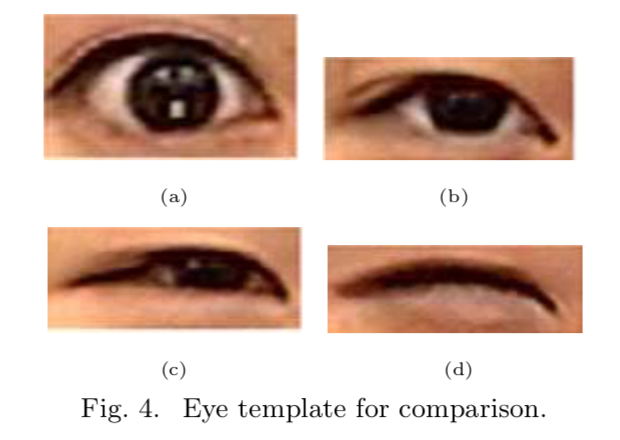 (a)
(b)
(c)
(d)
Fig. 4. Eye template for comparison.